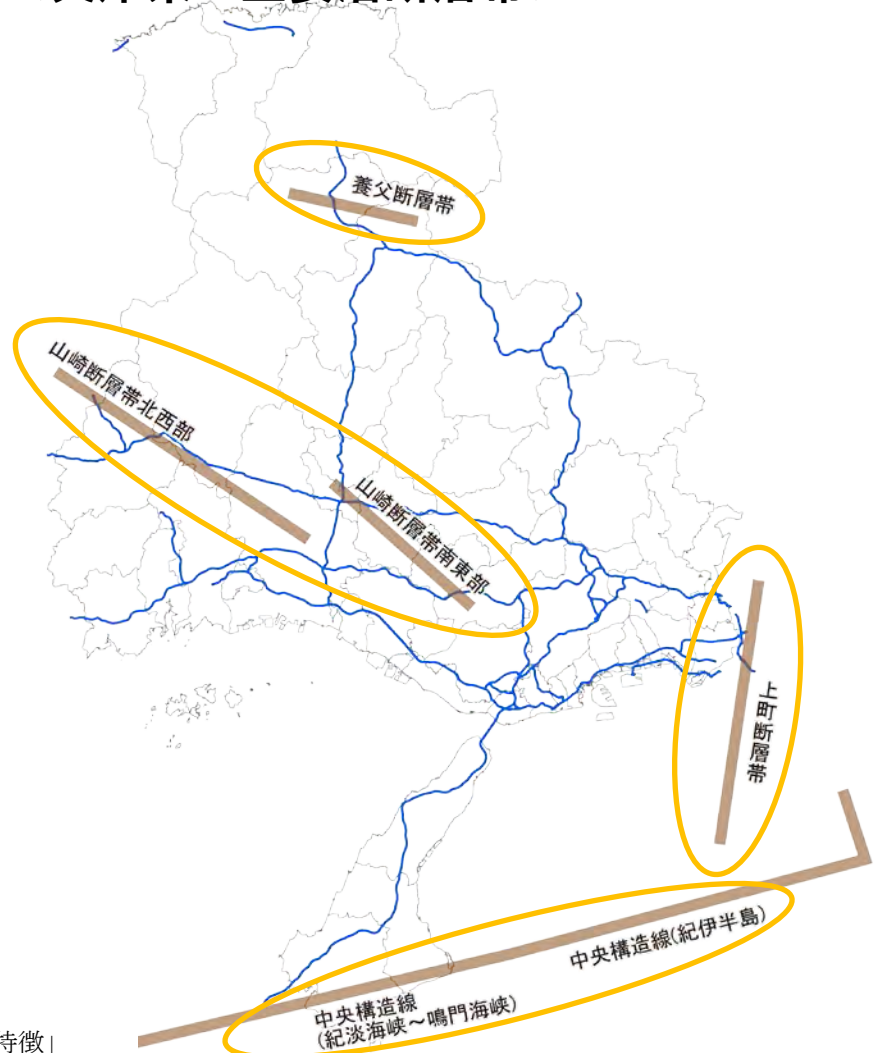 養父断層帯
山崎断層帯北西部
山崎断層帯南東部
上町断層帯
中央構造線(紀伊半島)
中央構造線
(紀淡海峡～鳴門海峡)
特徴」